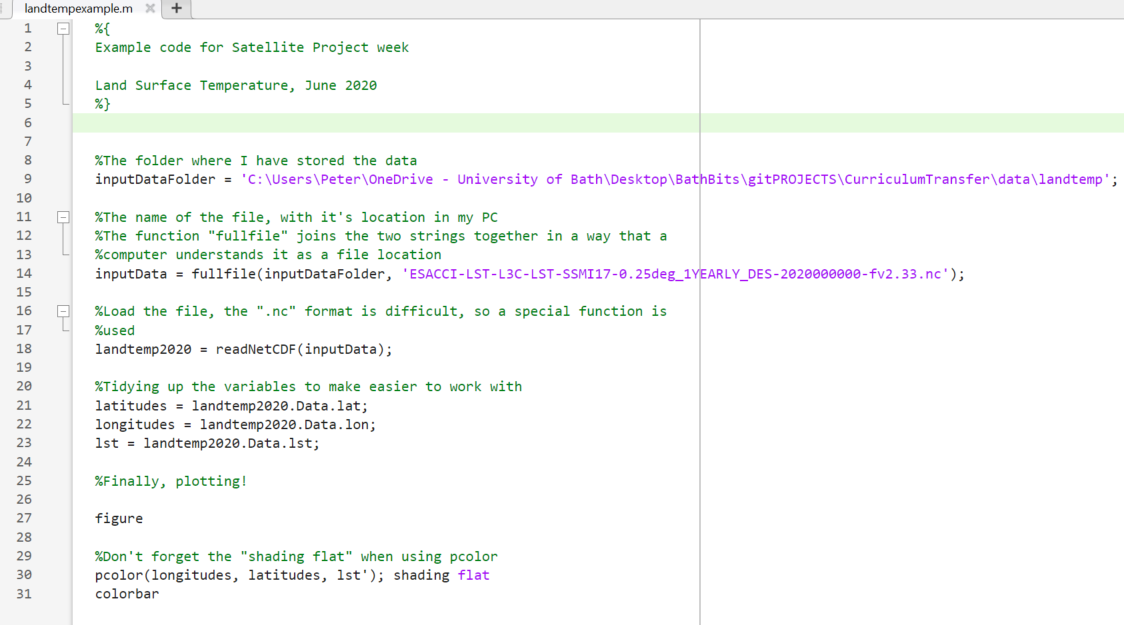 landtempexample.m × +
1 %{
2 Example code for Satellite Project week
3
4 Land Surface Temperature, June 2020
5 %}
6
7
8 %The folder where I have stored the data
9 inputDataFolder = 'C:\Users\Peter\OneDrive - University of Bath\Desktop\BathBits\gitPROJECTS\CurriculumTransfer\data\landtemp';
10
11 %The name of the file, with it's location in my PC
12 %The function "fullfile" joins the two strings together in a way that a
13 %computer understands it as a file location
14 inputData = fullfile(inputDataFolder, 'ESACCI-LST-L3C-LST-SSMI17-0.25deg_1YEARLY_DES-2020000000-fv2.33.nc');
15
16 %Load the file, the ".nc" format is difficult, so a special function is
17 %used
18 landtemp2020 = readNetCDF(inputData);
19
20 %Tidying up the variables to make easier to work with
21 latitudes = landtemp2020.Data.lat;
22 longitudes = landtemp2020.Data.lon;
23 lst = landtemp2020.Data.lst;
24
25 %Finally, plotting!
26
27 figure
28
29 %Don't forget the "shading flat" when using pcolor
30 pcolor(longitudes, latitudes, lst'); shading flat
31 colorbar